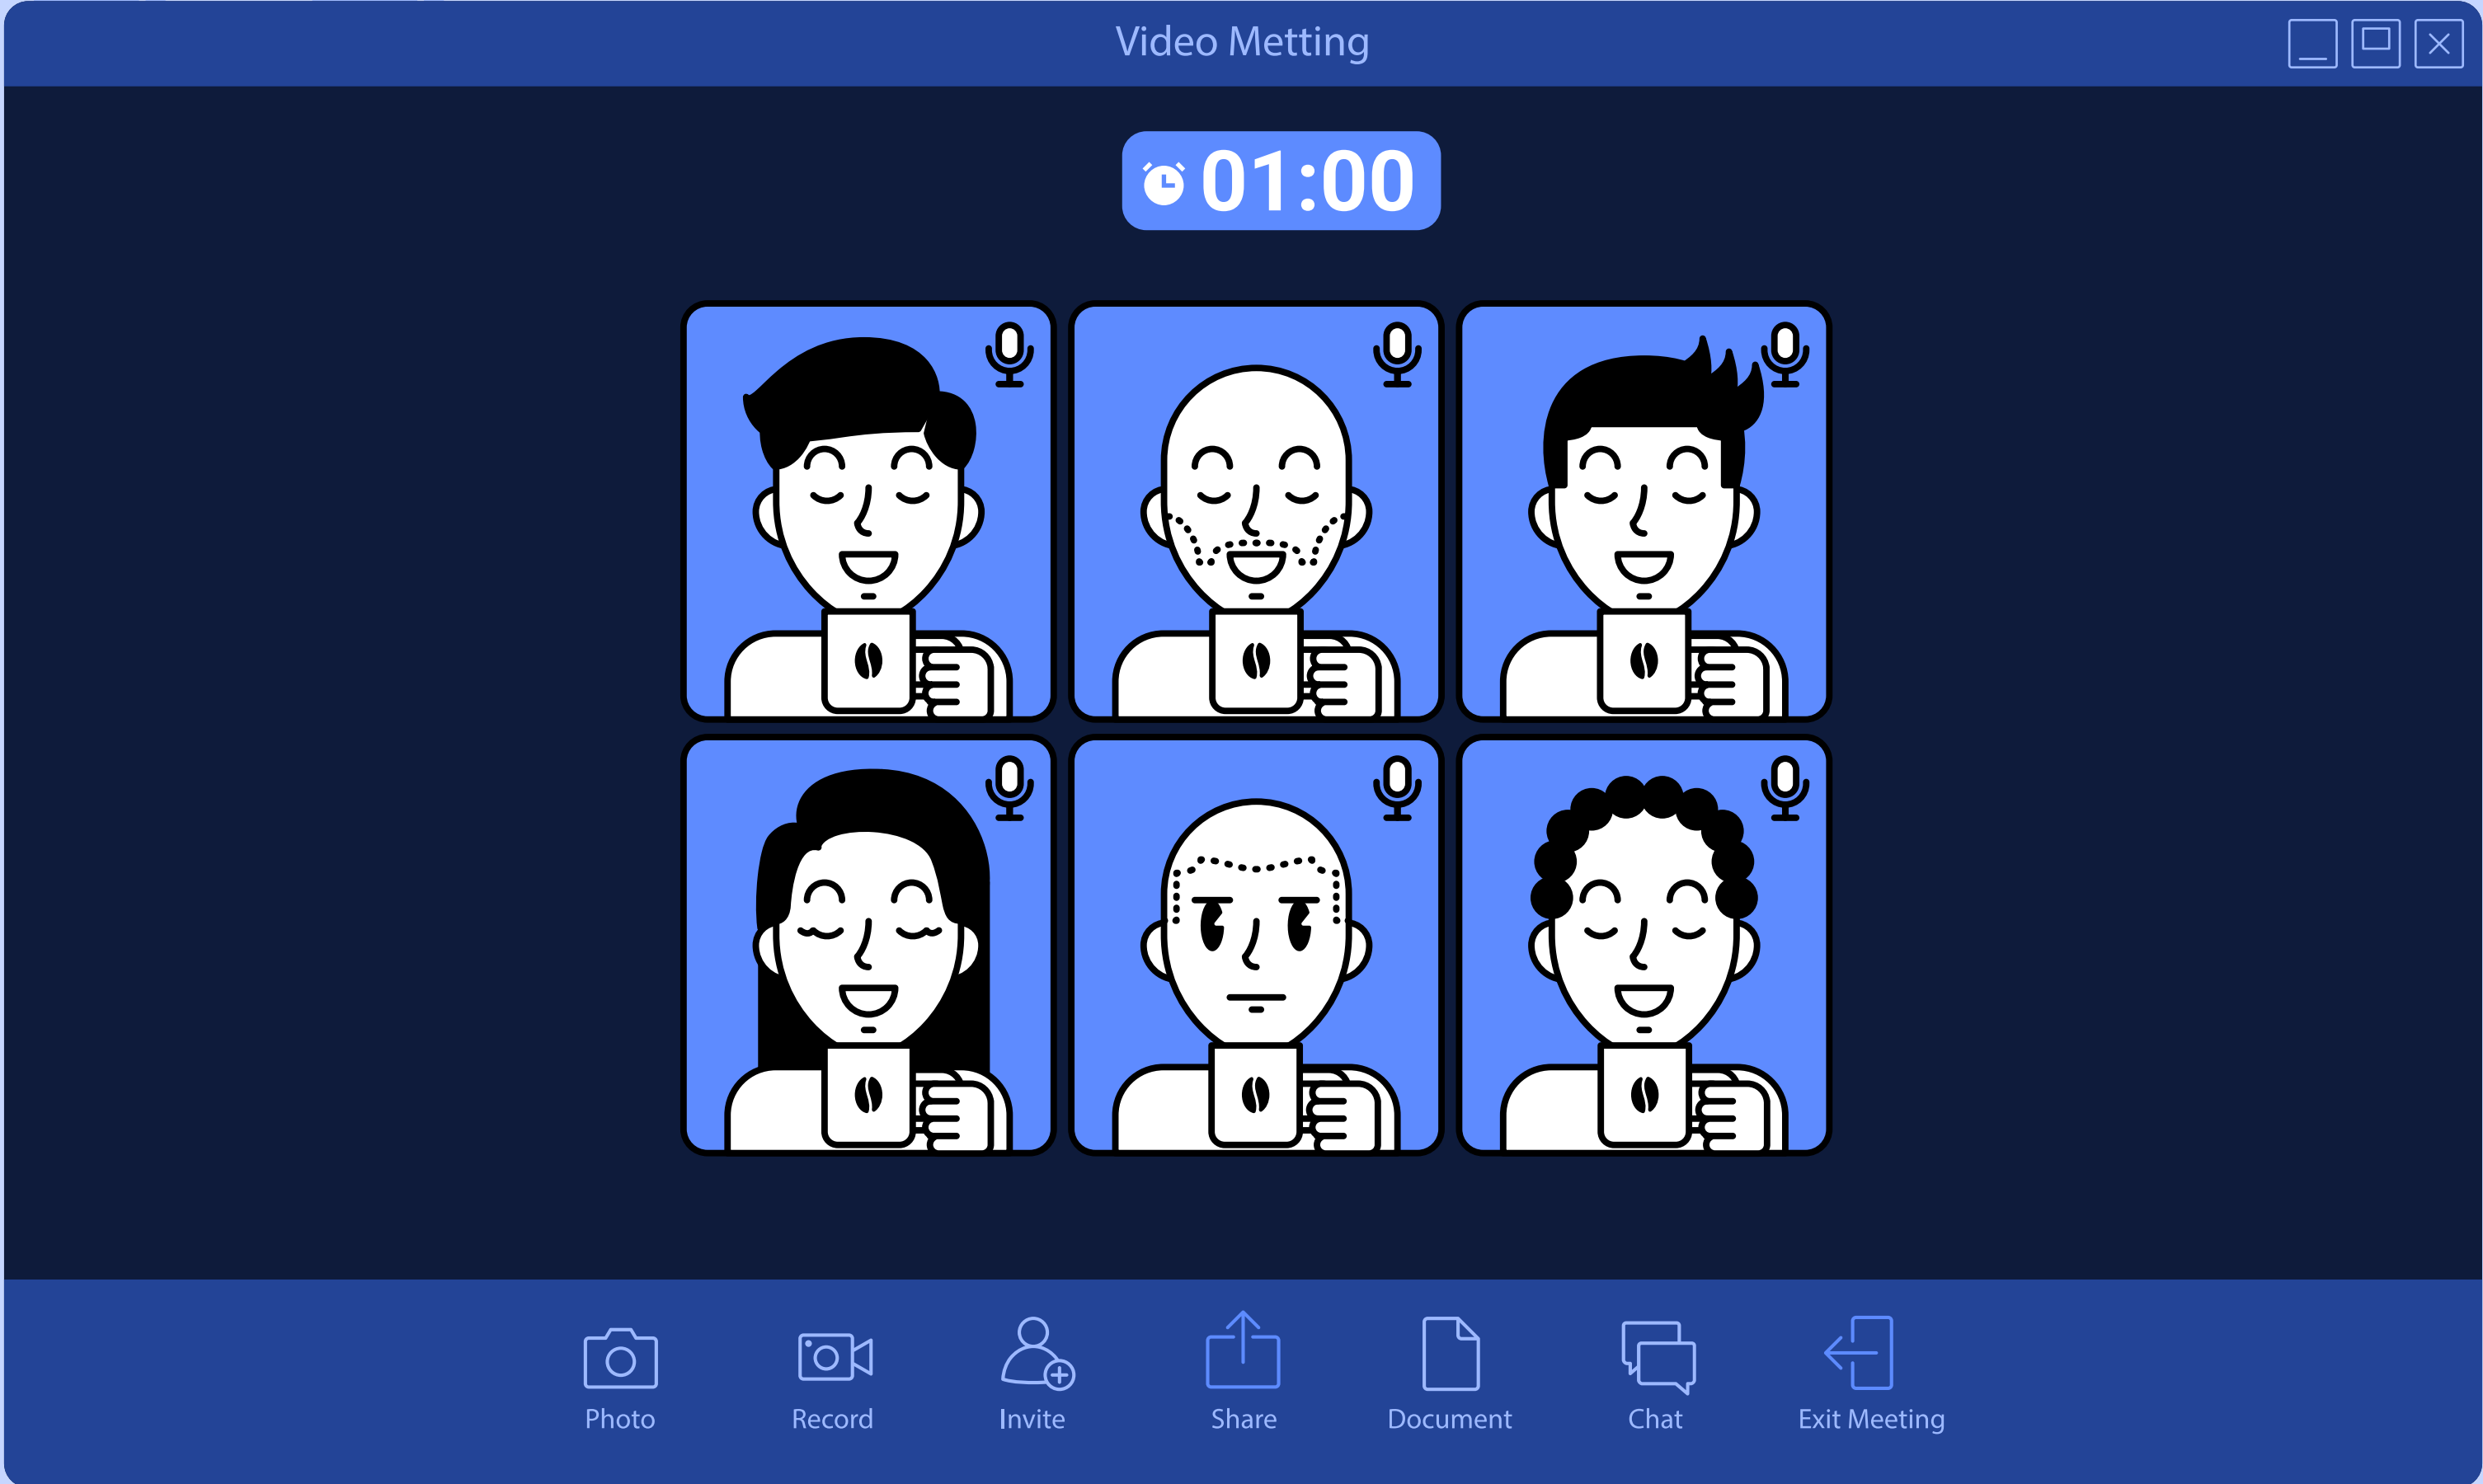 Video Metting
01:00
Photo
Record
Invite
Share
Document
Chat
Exit Meeting